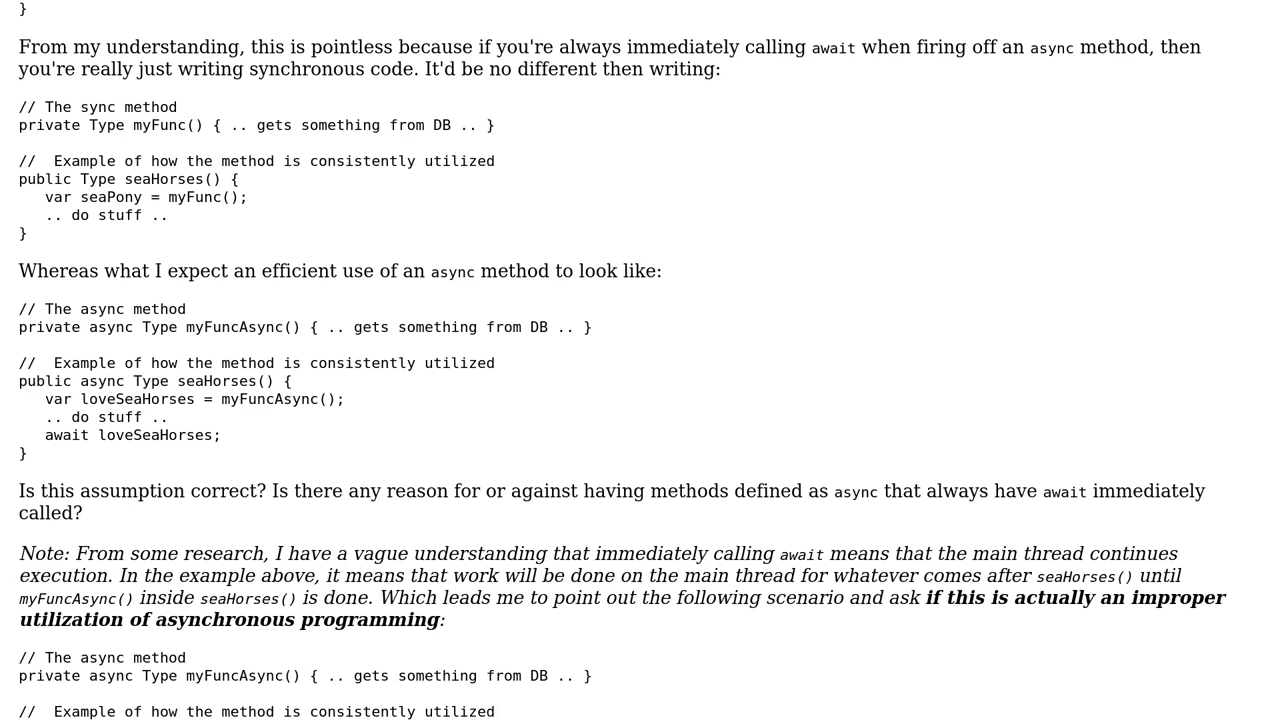 }
From my understanding, this is pointless because if you're always immediately calling await when firing off an async method, then
you're really just writing synchronous code. It'd be no different then writing:
// The sync method
private Type myFunc() { .. gets something from DB .. }
//  Example of how the method is consistently utilized
public Type seaHorses() {
   var seaPony = myFunc();
   .. do stuff ..
}
Whereas what I expect an efficient use of an async method to look like:
// The async method
private async Type myFuncAsync() { .. gets something from DB .. }
//  Example of how the method is consistently utilized
public async Type seaHorses() {
   var loveSeaHorses = myFuncAsync();
   .. do stuff ..
   await loveSeaHorses;
}
Is this assumption correct? Is there any reason for or against having methods defined as async that always have await immediately
called?
Note: From some research, I have a vague understanding that immediately calling await means that the main thread continues
execution. In the example above, it means that work will be done on the main thread for whatever comes after seaHorses() until
myFuncAsync() inside seaHorses() is done. Which leads me to point out the following scenario and ask if this is actually an improper
utilization of asynchronous programming:
// The async method
private async Type myFuncAsync() { .. gets something from DB .. }
//  Example of how the method is consistently utilized